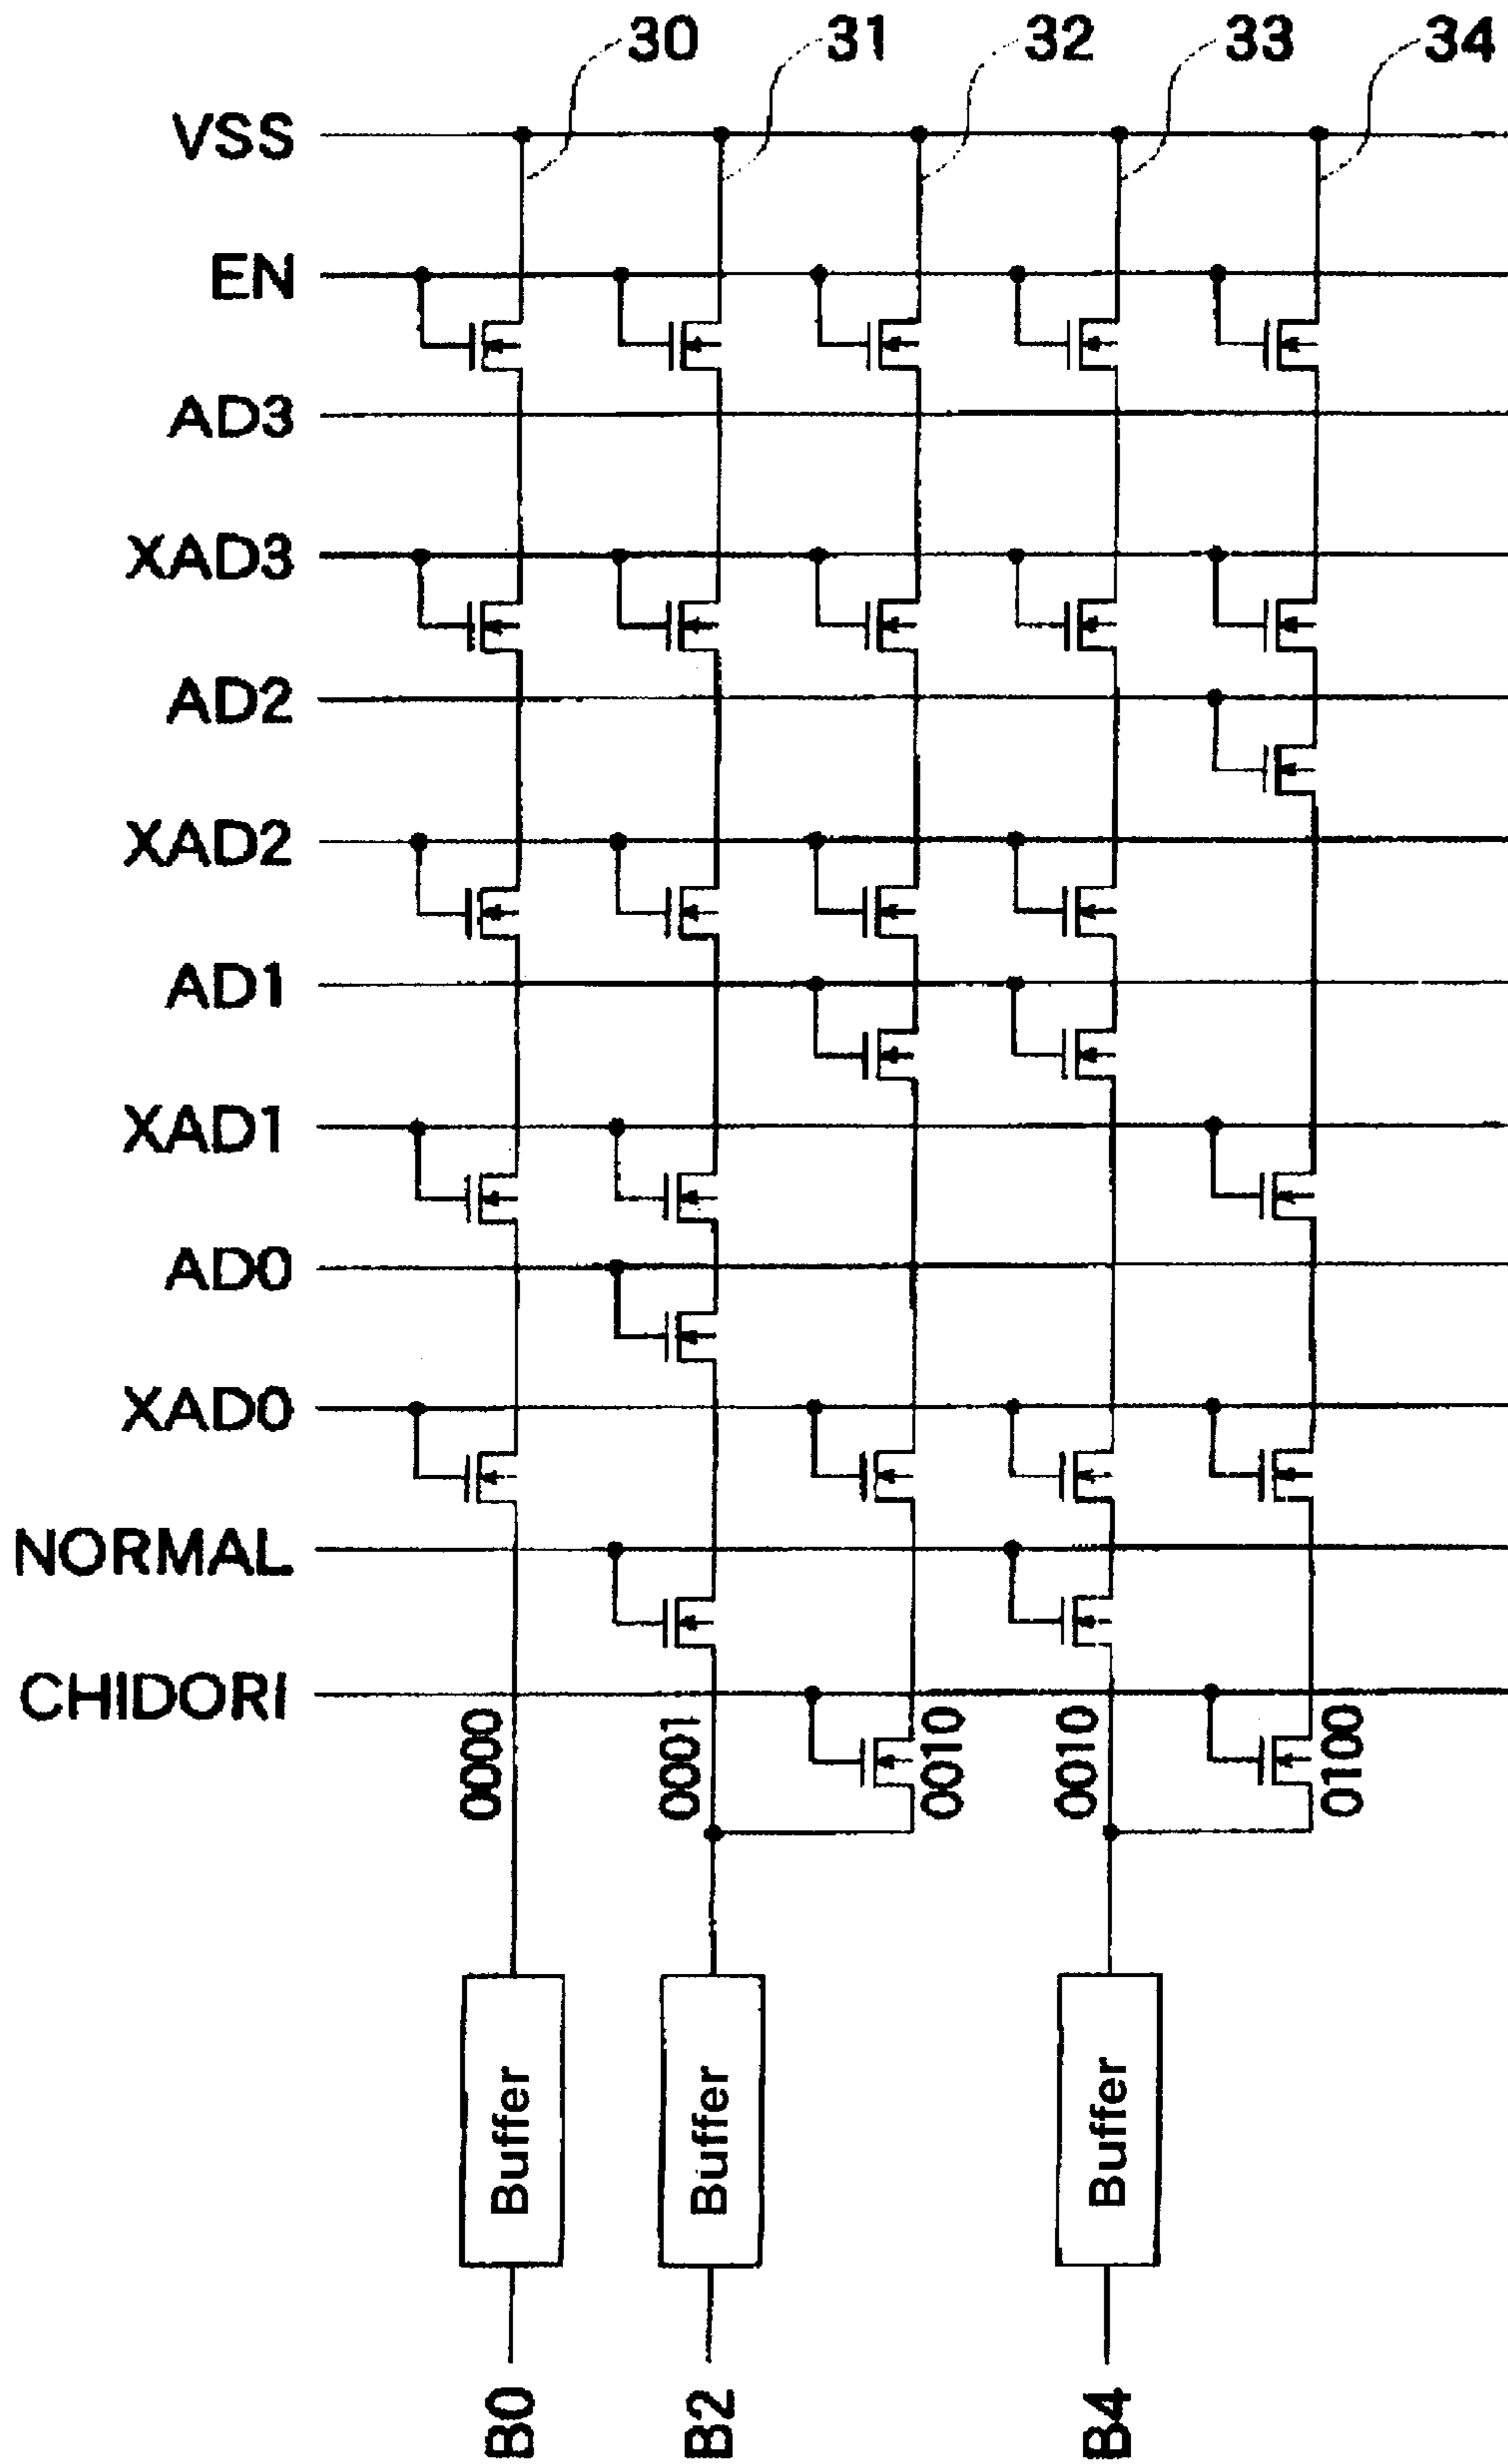 30 31 32 33 34
VSS
EN
AD3
XAD3
AD2
XAD2
AD1
XAD1
AD0
XAD0
NORMAL
CHIDORI
0000 0001 0010 0010 0100
Buffer Buffer Buffer
B0 B2 B4